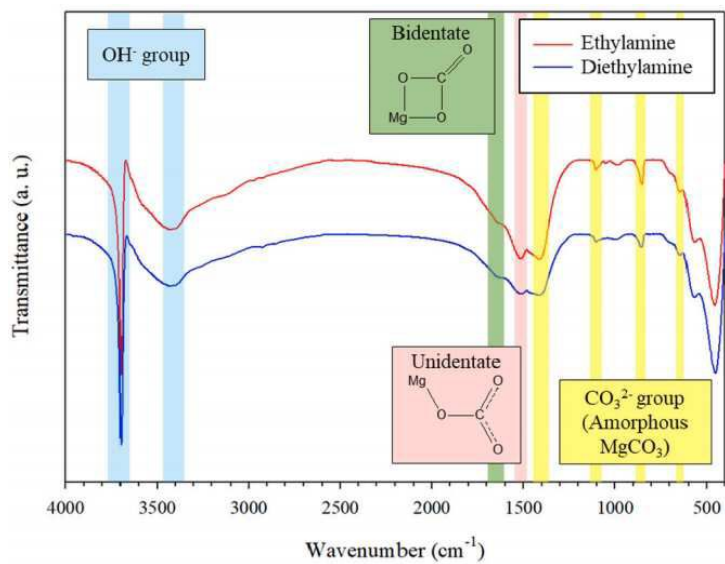 OH⁻ group
Bidentate
O
O
Mg
O
Ethylamine
Diethylamine
Transmittance (a. u.)
Unidentate
Mg
O
C
O
O
CO₃²⁻ group
(Amorphous
MgCO₃)
4000 3500 3000 2500 2000 1500 1000 500
Wavenumber (cm⁻¹)